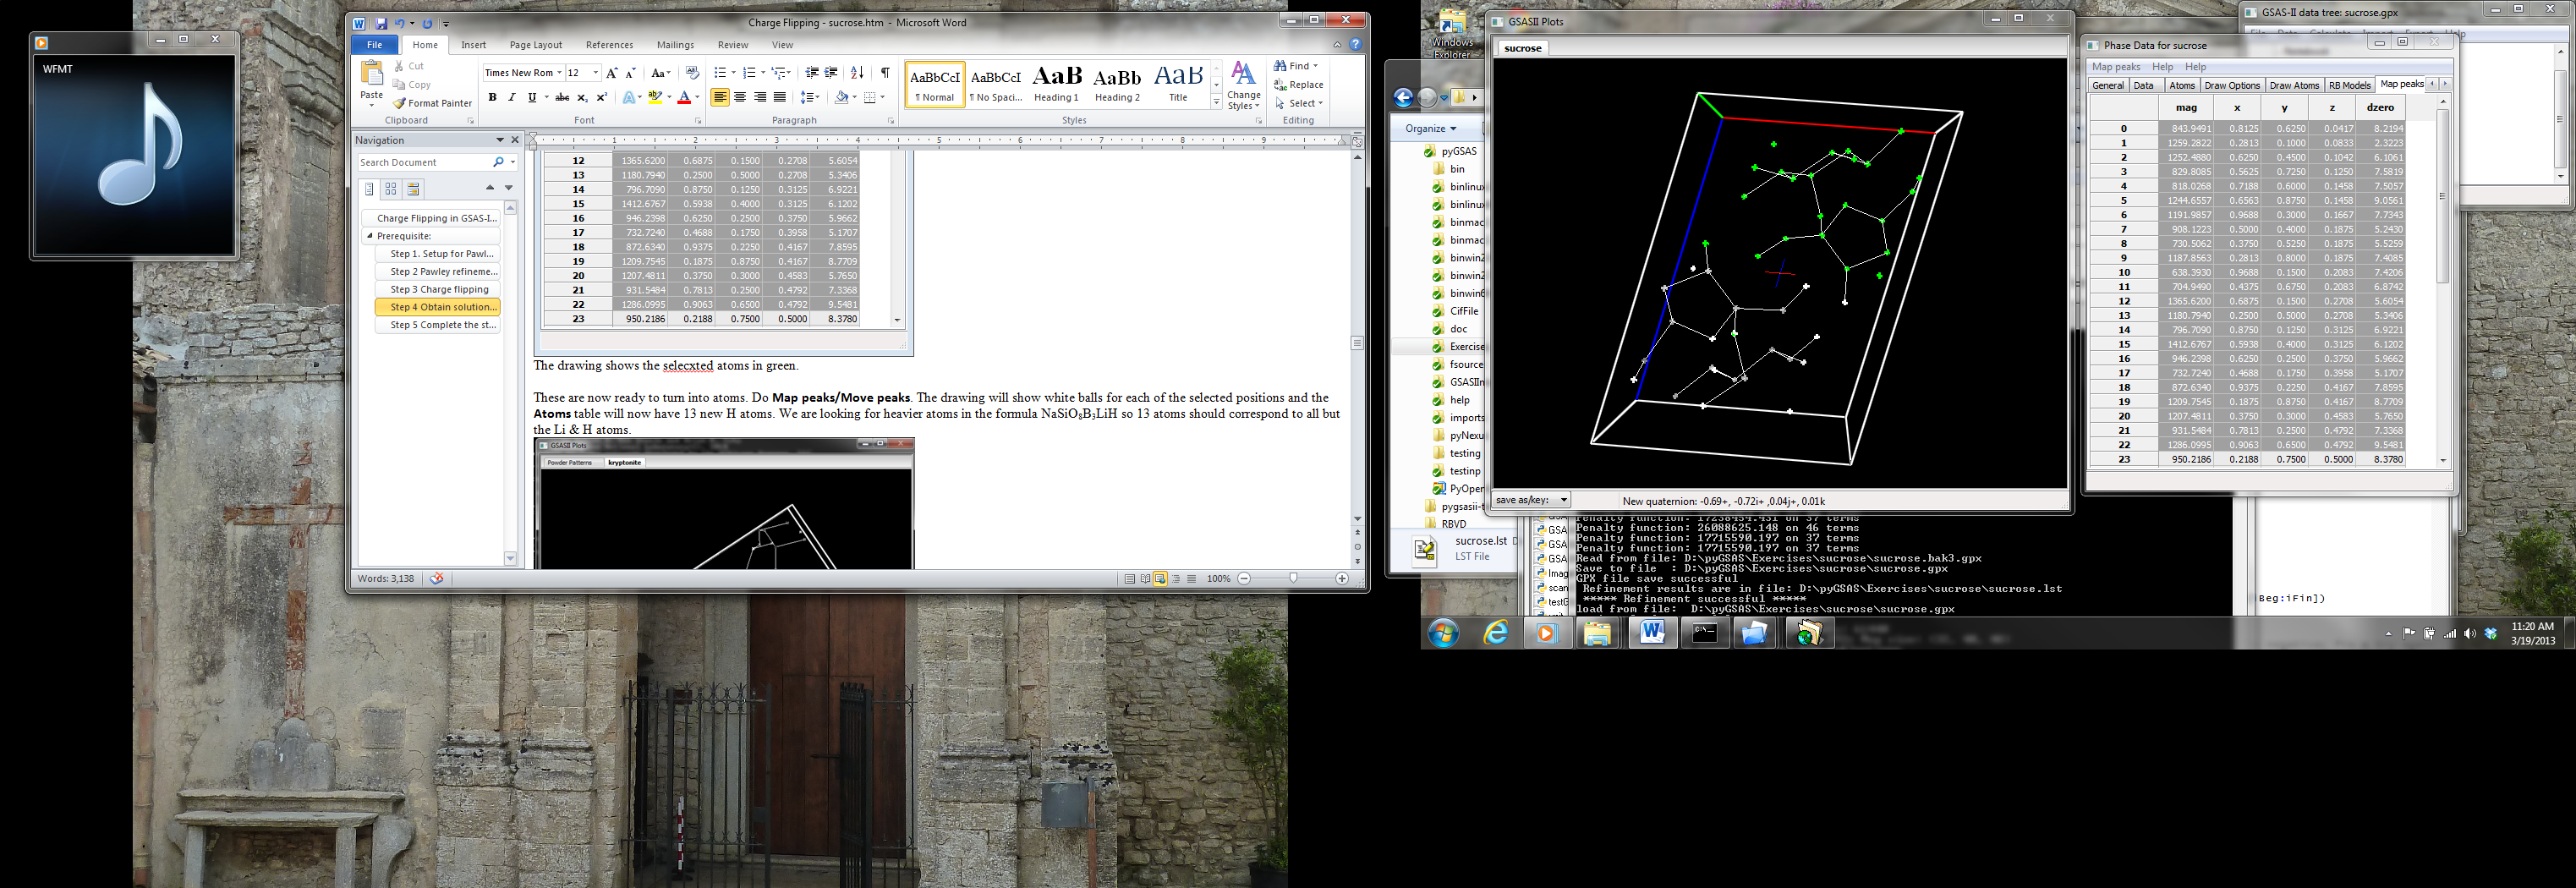 WFMT
Charge Flipping - sucrose.htm - Microsoft Word
File Home Insert Page Layout References Mailings Review View
Paste
Cut
Copy
Format Painter
Clipboard
Times New Rom 12
Font
Paragraph
AaBbCcI AaBbCcI AaB AaBb AaB
¶ Normal ¶ No Spaci... Heading 1 Heading 2 Title
Change
Styles
Styles
Find
Replace
Select
Editing
Navigation
Search Document
Charge Flipping in GSAS-I...
Prerequisite:
Step 1. Setup for Pawl...
Step 2 Pawley refineme...
Step 3 Charge flipping
Step 4 Obtain solution...
Step 5 Complete the st...
12 1365.6200 0.6875 0.1500 0.2708 5.6054
13 1180.7940 0.2500 0.5000 0.2708 5.3406
14 796.7090 0.8750 0.1250 0.3125 6.9221
15 1412.6767 0.5938 0.4000 0.3125 6.1202
16 946.2398 0.6250 0.2500 0.3750 5.9662
17 732.7240 0.4688 0.1750 0.3958 5.1707
18 872.6340 0.9375 0.2250 0.4167 7.8595
19 1209.7545 0.1875 0.8750 0.4167 8.7709
20 1207.4811 0.3750 0.3000 0.4583 5.7650
21 931.5484 0.7813 0.2500 0.4792 7.3368
22 1286.0995 0.9063 0.6500 0.4792 9.5481
23 950.2186 0.2188 0.7500 0.5000 8.3780
The drawing shows the selecxted atoms in green.
These are now ready to turn into atoms. Do Map peaks/Move peaks. The drawing will show white balls for each of the selected positions and the
Atoms table will now have 13 new H atoms. We are looking for heavier atoms in the formula NaSiO₈B₃LiH so 13 atoms should correspond to all but
the Li & H atoms.
GSASII Plots
Powder Patterns kryptonite
Words: 3,138
100%
Windows
Explorer
Organize
pyGSAS
bin
binlinux
binlinux
binmac
binmac
binwin2
binwin2
binwin6
CifFile
doc
Exercise
fsource
GSASIIn
help
imports
pyNexu
testing
testinp
PyOpen
pygsasii-t
RBVD
sucrose.lst
LST File
GSASII Plots
sucrose
save as/key:
New quaternion: -0.69+, -0.72i+ ,0.04j+, 0.01k
GSA
GSA
GSA
Imag
scan
testG
Penalty function: 26088625.148 on 46 terms
Penalty function: 17715590.197 on 37 terms
Penalty function: 17715590.197 on 37 terms
Read from file: D:\pyGSAS\Exercises\sucrose\sucrose.bak3.gpx
Save to file : D:\pyGSAS\Exercises\sucrose\sucrose.gpx
GPX file save successful
Refinement results are in file: D:\pyGSAS\Exercises\sucrose\sucrose.lst
***** Refinement successful *****
load from file: D:\pyGSAS\Exercises\sucrose\sucrose.gpx
GSAS-II data tree: sucrose.gpx
Phase Data for sucrose
Map peaks Help Help
General Data Atoms Draw Options Draw Atoms RB Models Map peaks
mag x y z dzero
0 843.9491 0.8125 0.6250 0.0417 8.2194
1 1259.2822 0.2813 0.1000 0.0833 2.3223
2 1252.4880 0.6250 0.4500 0.1042 6.1061
3 829.8085 0.5625 0.7250 0.1250 7.5819
4 818.0268 0.7188 0.6000 0.1458 7.5057
5 1244.6557 0.6563 0.8750 0.1458 9.0561
6 1191.9857 0.9688 0.3000 0.1667 7.7343
7 908.1223 0.5000 0.4000 0.1875 5.2430
8 730.5062 0.3750 0.5250 0.1875 5.5259
9 1187.8563 0.2813 0.8000 0.1875 7.4085
10 638.3930 0.9688 0.1500 0.2083 7.4206
11 704.9490 0.4375 0.6750 0.2083 6.8742
12 1365.6200 0.6875 0.1500 0.2708 5.6054
13 1180.7940 0.2500 0.5000 0.2708 5.3406
14 796.7090 0.8750 0.1250 0.3125 6.9221
15 1412.6767 0.5938 0.4000 0.3125 6.1202
16 946.2398 0.6250 0.2500 0.3750 5.9662
17 732.7240 0.4688 0.1750 0.3958 5.1707
18 872.6340 0.9375 0.2250 0.4167 7.8595
19 1209.7545 0.1875 0.8750 0.4167 8.7709
20 1207.4811 0.3750 0.3000 0.4583 5.7650
21 931.5484 0.7813 0.2500 0.4792 7.3368
22 1286.0995 0.9063 0.6500 0.4792 9.5481
23 950.2186 0.2188 0.7500 0.5000 8.3780
Beg:iFin])
11:20 AM
3/19/2013